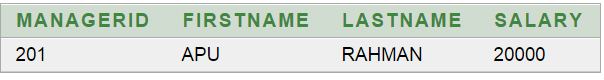 MANAGERID FIRSTNAME LASTNAME SALARY
201 APU RAHMAN 20000